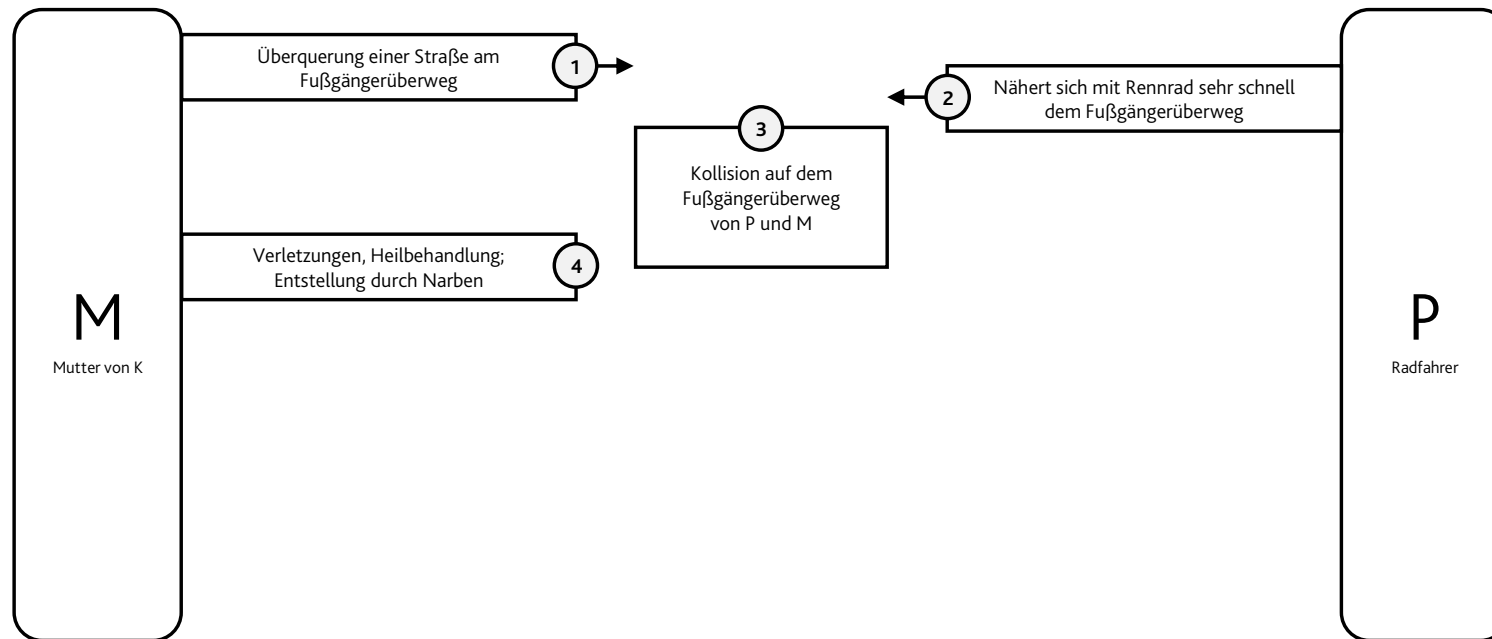 Überquerung einer Straße am
Fußgängerüberweg
1
2
Nähert sich mit Rennrad sehr schnell
dem Fußgängerüberweg
3
Kollision auf dem
Fußgängerüberweg
von P und M
Verletzungen, Heilbehandlung;
Entstellung durch Narben
4
M
Mutter von K
P
Radfahrer